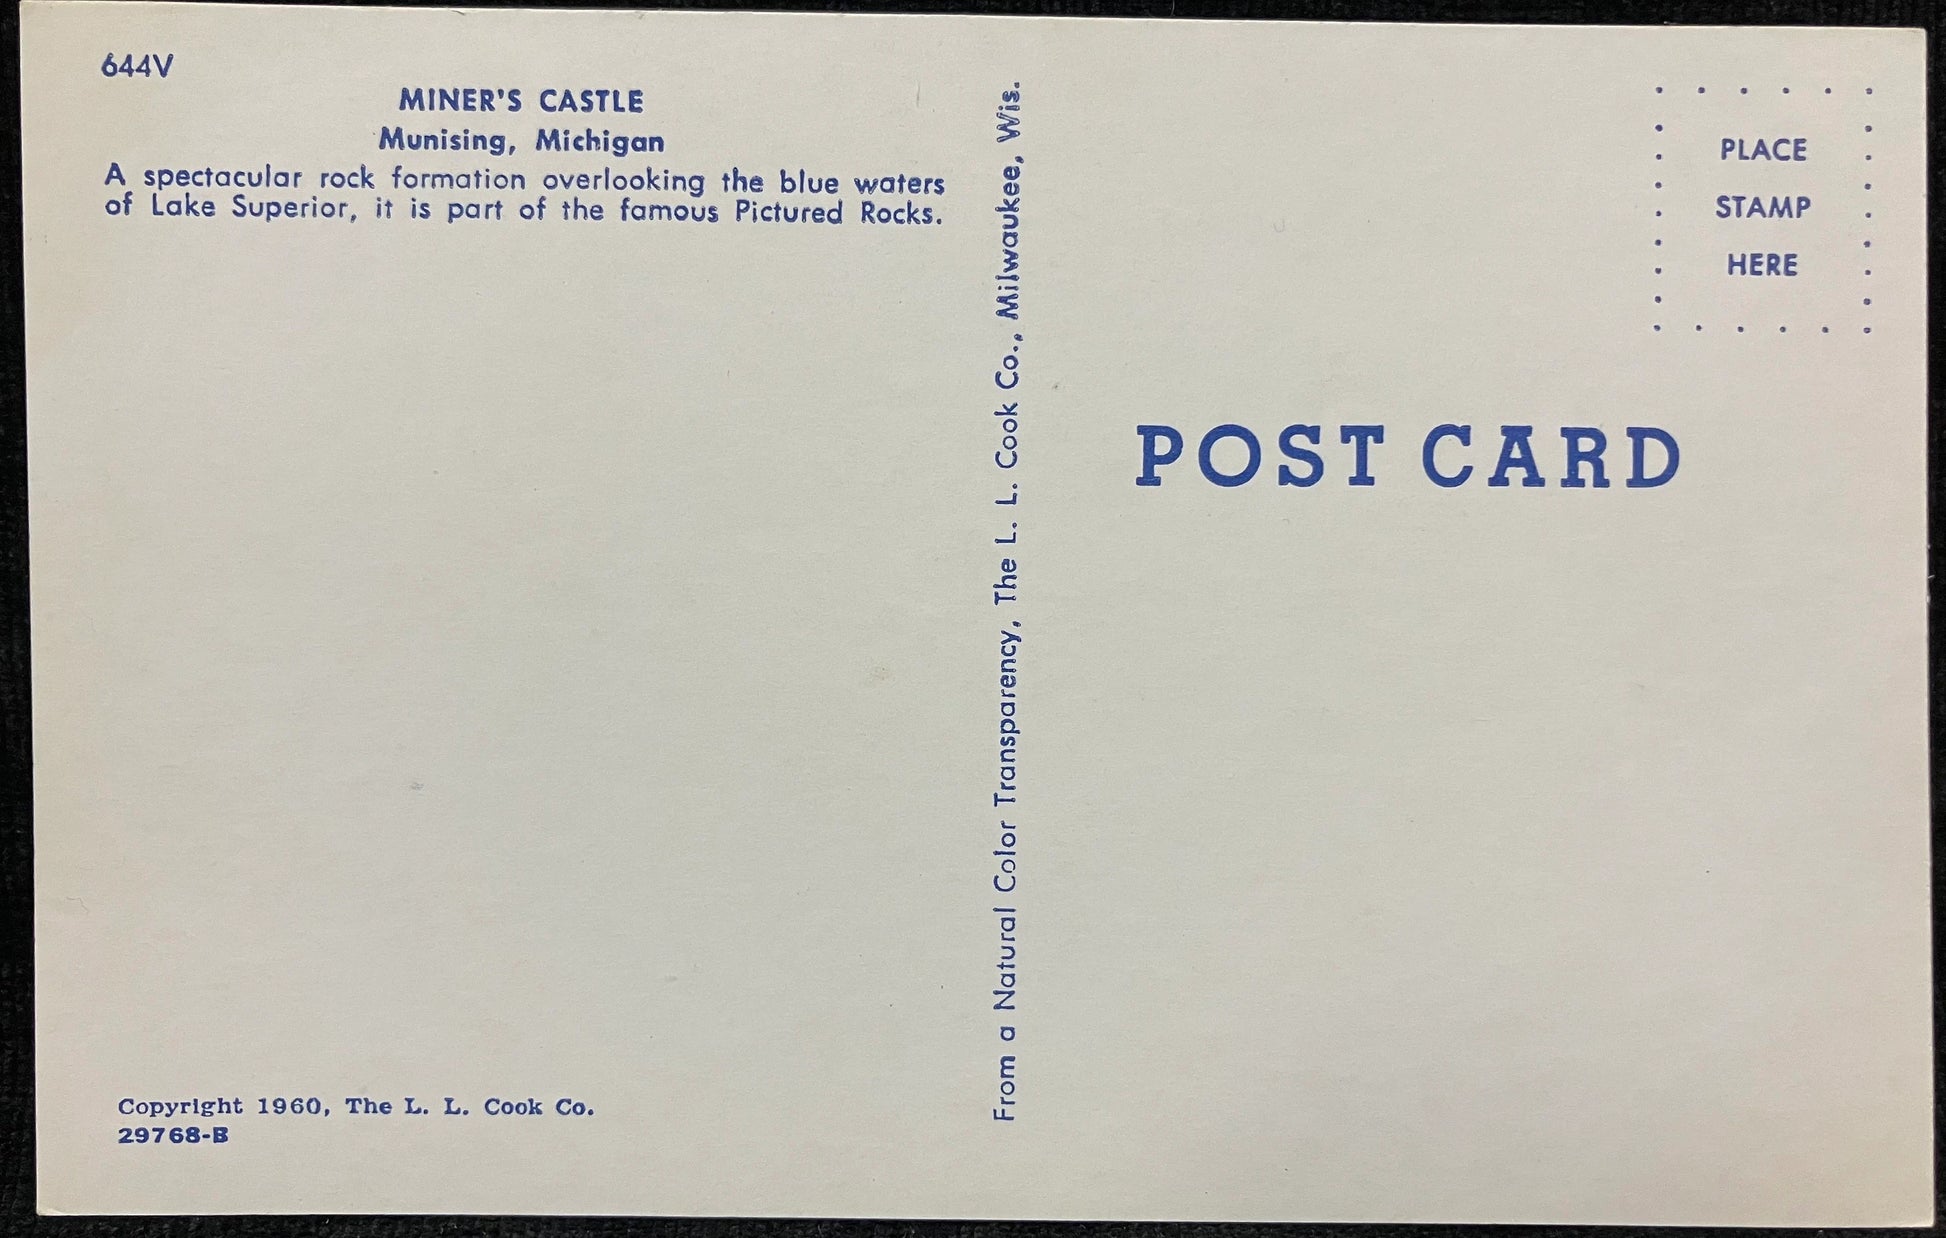 644V
MINER'S CASTLE
Munising, Michigan
A spectacular rock formation overlooking the blue waters
of Lake Superior, it is part of the famous Pictured Rocks.
Copyright 1960, The L. L. Cook Co.
29768-B
From a Natural Color Transparency, The L. L. Cook Co., Milwaukee, Wis.
PLACE
STAMP
HERE
POST CARD